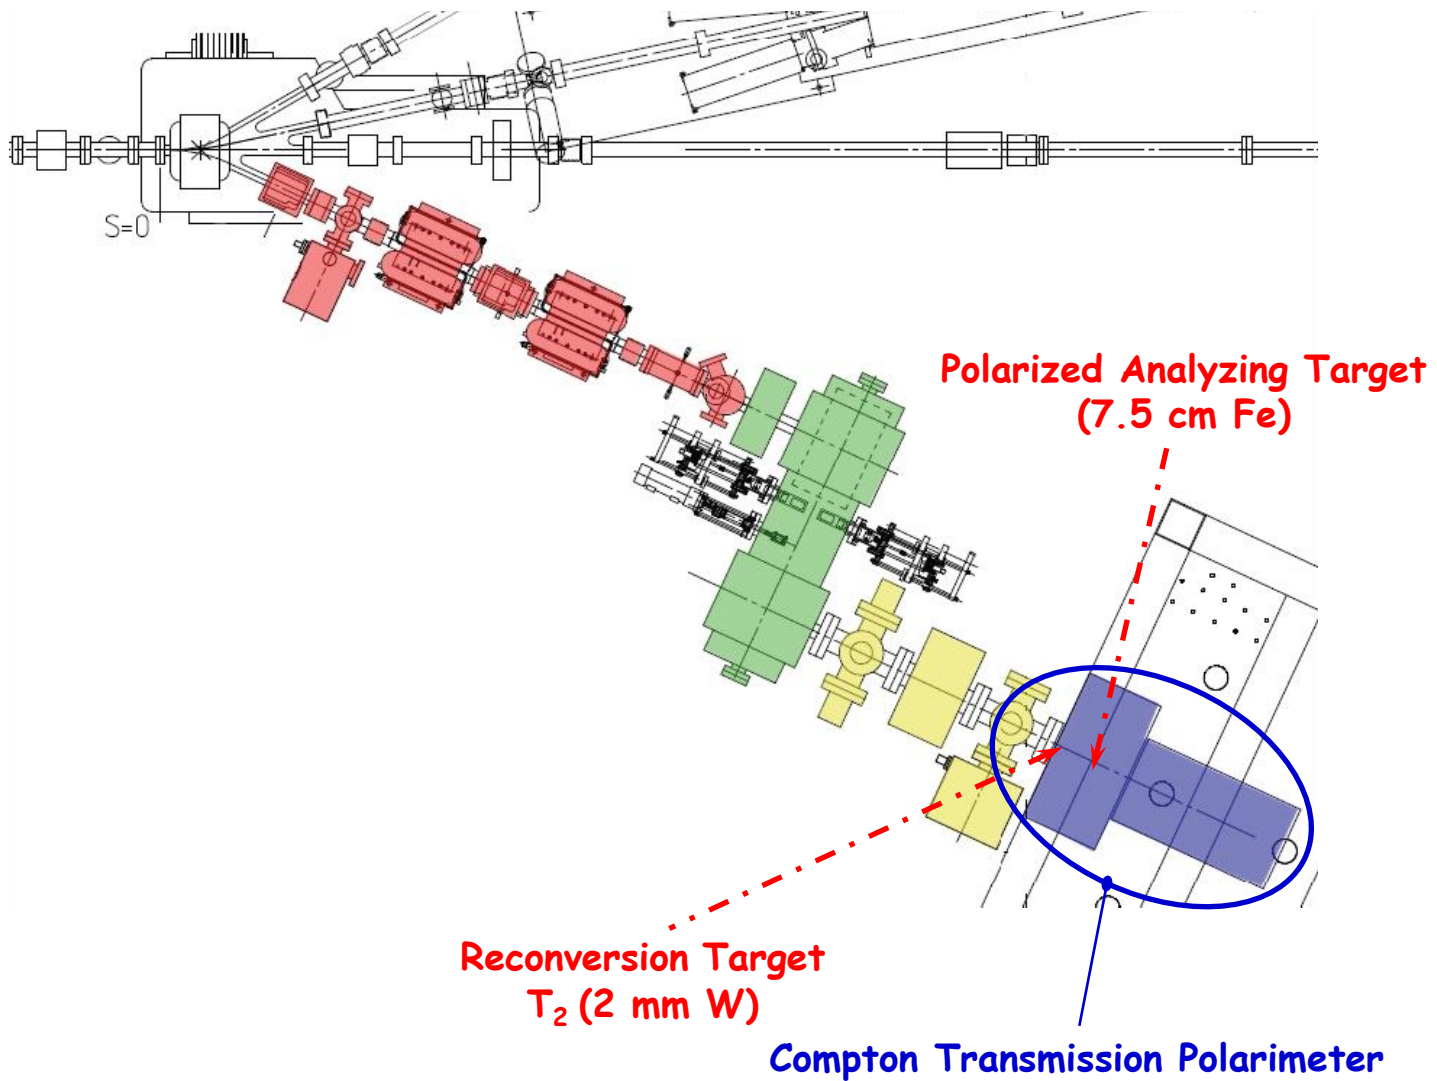 S=0
Polarized Analyzing Target
(7.5 cm Fe)
Reconversion Target
T₂ (2 mm W)
Compton Transmission Polarimeter